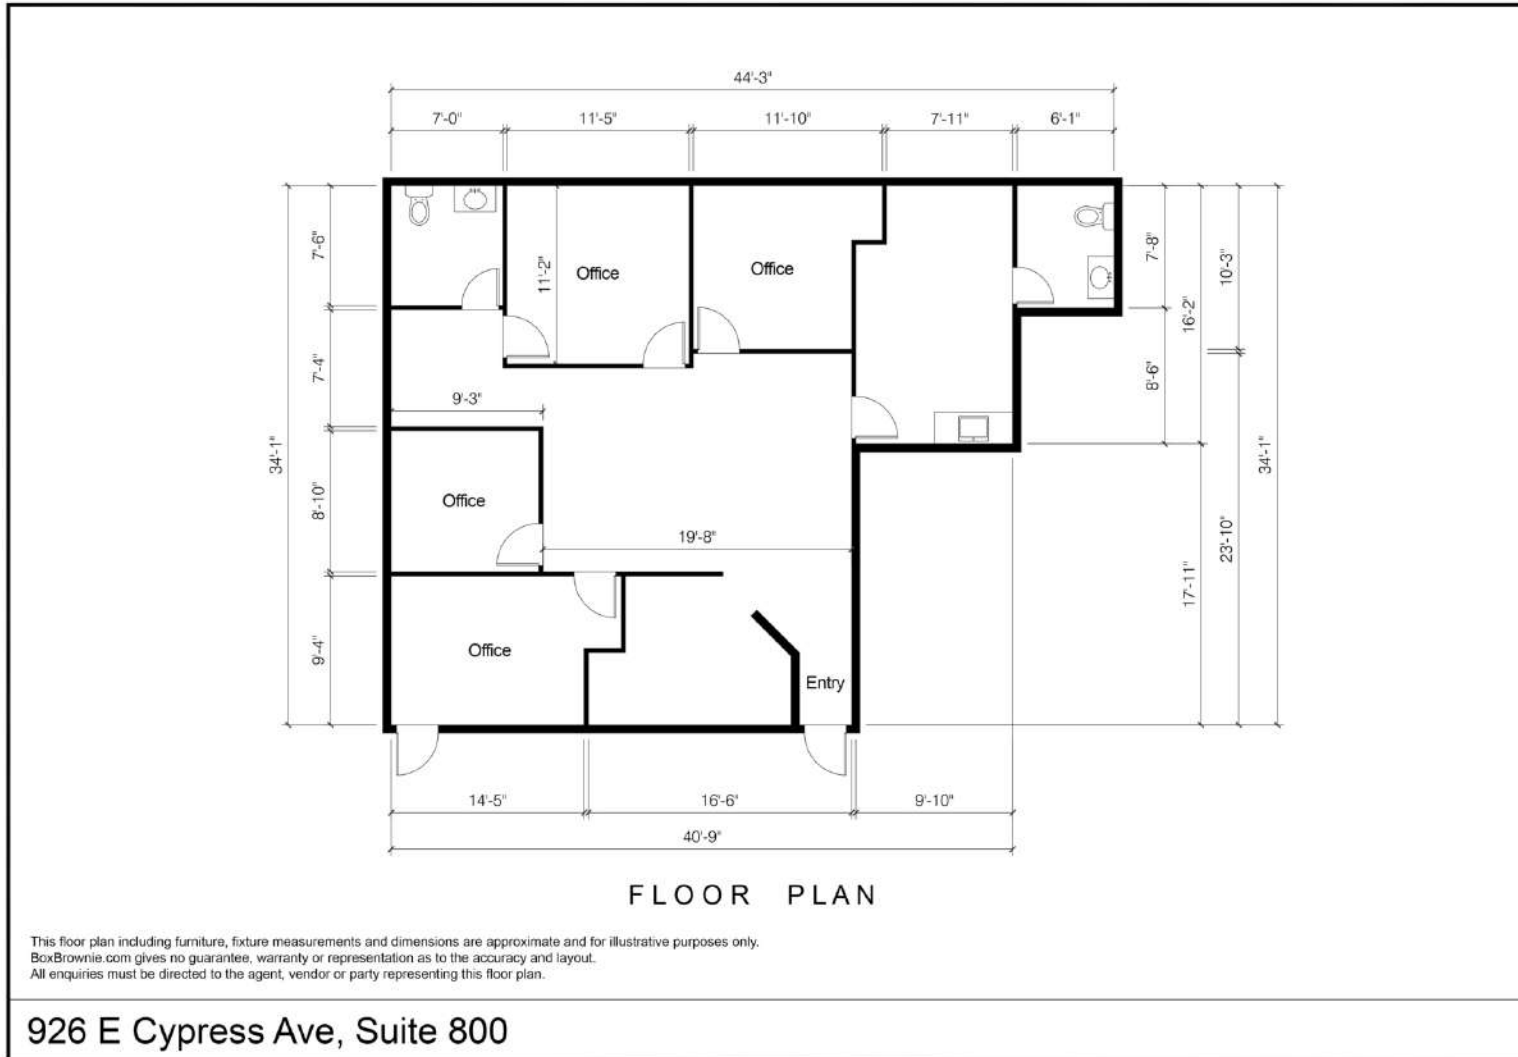 44'-3"
7'-0" 11'-5" 11'-10" 7'-11" 6'-1"
7'-6"
11'-2"
Office
Office
7'-8"
10'-3"
16'-2"
7'-4"
9'-3"
8'-6"
34'-1"
34'-1"
8'-10"
Office
19'-8"
23'-10"
17'-11"
9'-4"
Office
Entry
14'-5" 16'-6" 9'-10"
40'-9"
FLOOR PLAN
This floor plan including furniture, fixture measurements and dimensions are approximate and for illustrative purposes only.
BoxBrownie.com gives no guarantee, warranty or representation as to the accuracy and layout.
All enquiries must be directed to the agent, vendor or party representing this floor plan.
926 E Cypress Ave, Suite 800